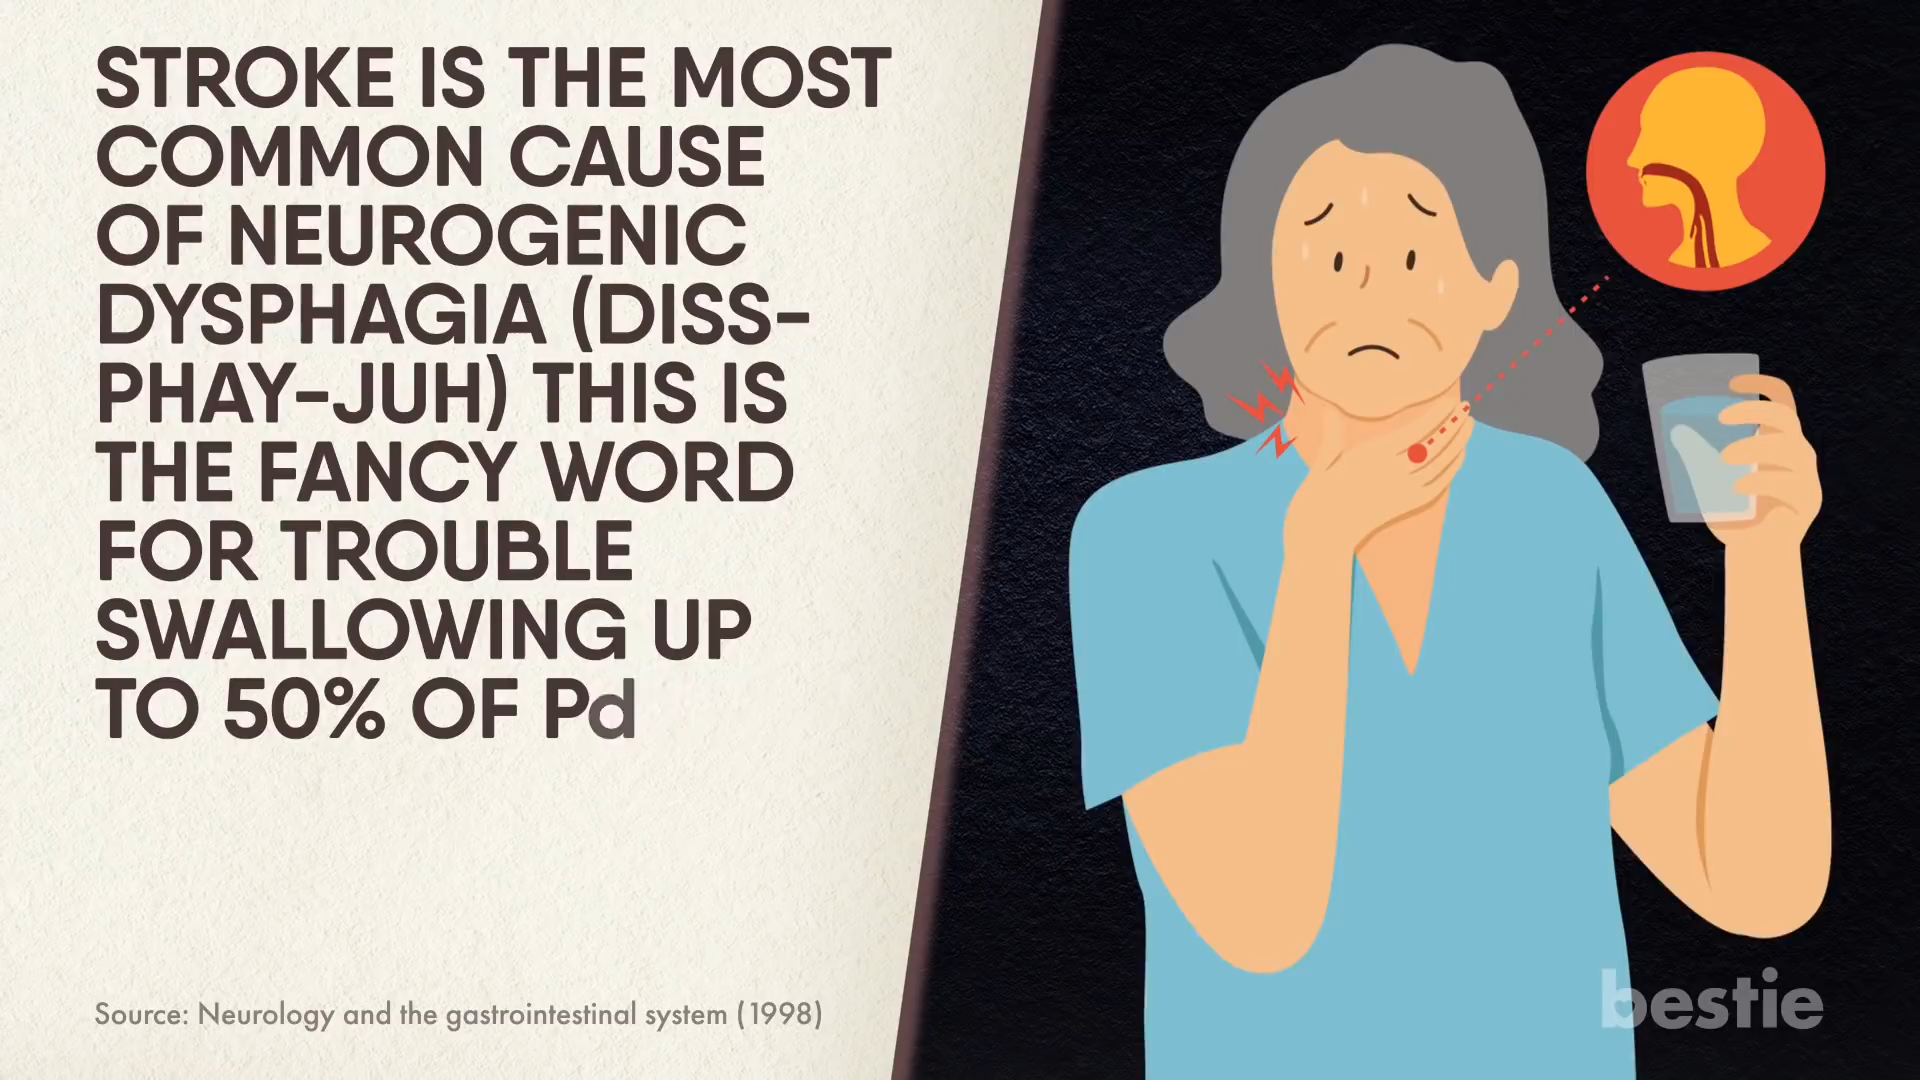 STROKE IS THE MOST
COMMON CAUSE
OF NEUROGENIC
DYSPHAGIA (DISS-
PHAY-JUH) THIS IS
THE FANCY WORD
FOR TROUBLE
SWALLOWING UP
TO 50% OF Pd
Source: Neurology and the gastrointestinal system (1998)
bestie